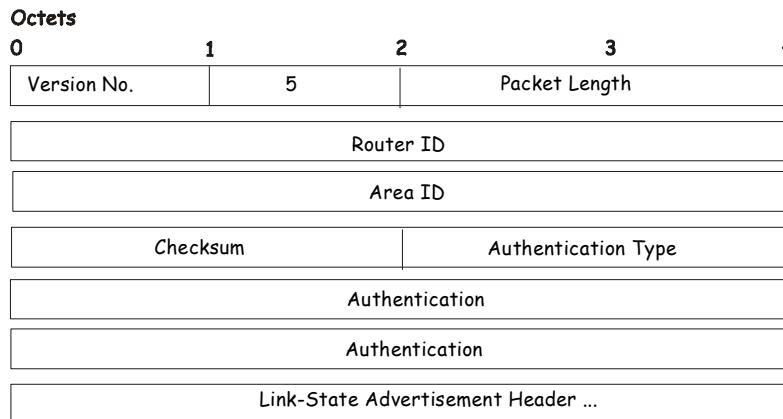 Octets
0 1 2 3
Version No. 5 Packet Length
Router ID
Area ID
Checksum Authentication Type
Authentication
Authentication
Link-State Advertisement Header ...